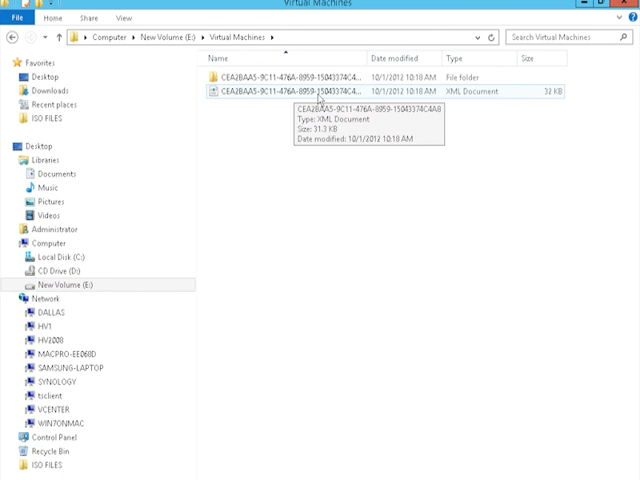 Virtual Machines
File Home Share View
Computer New Volume (E:) Virtual Machines Search Virtual Machines
Name Date modified Type Size
CEA2BAA5-9C11-476A-8959-15043374C4... 10/1/2012 10:18 AM File folder
CEA2BAA5-9C11-476A-8959-15043374C4... 10/1/2012 10:18 AM XML Document 32 KB
CEA2BAA5-9C11-476A-8959-15043374C4A8
Type: XML Document
Size: 31.3 KB
Date modified: 10/1/2012 10:18 AM
Favorites
Desktop
Downloads
Recent places
ISO FILES
Desktop
Libraries
Documents
Music
Pictures
Videos
Administrator
Computer
Local Disk (C:)
CD Drive (D:)
New Volume (E:)
Network
DALLAS
HV1
HV2008
MACPRO-EE068D
SAMSUNG-LAPTOP
SYNOLOGY
tsclient
VCENTER
WIN7ONMAC
Control Panel
Recycle Bin
ISO FILES